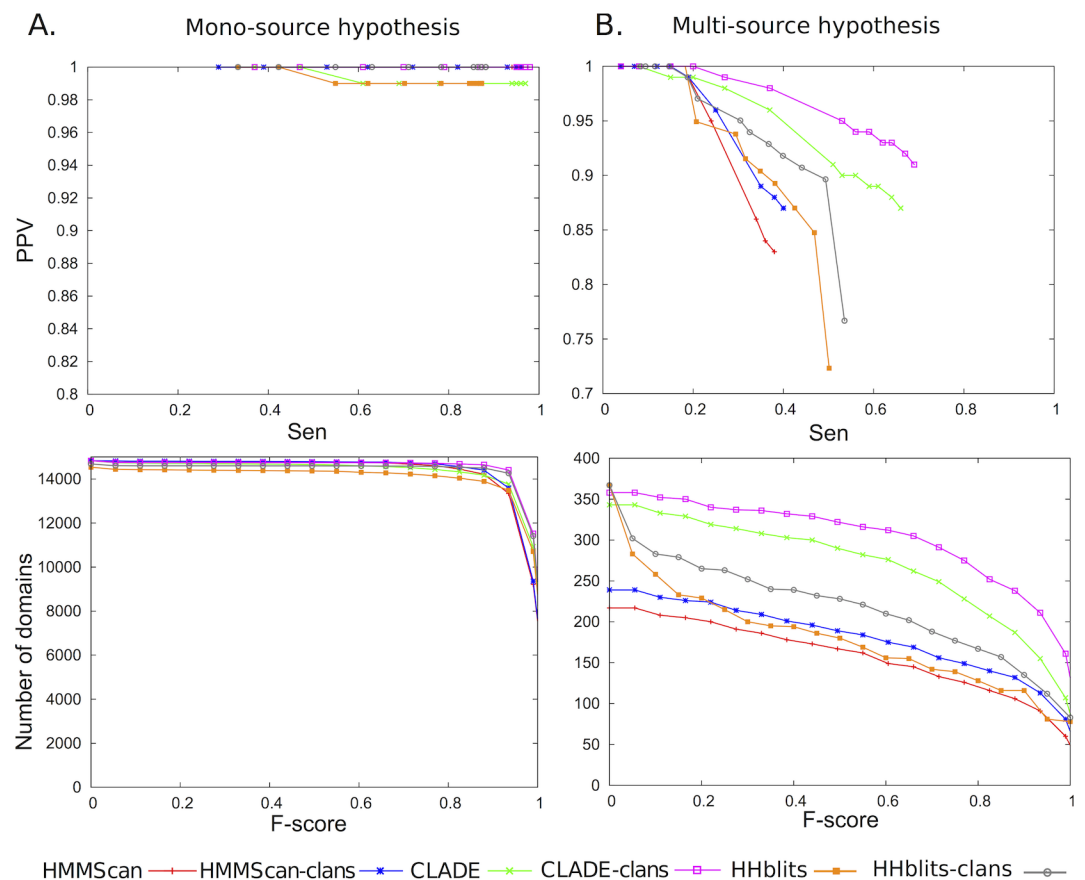 A.
Mono-source hypothesis
B.
Multi-source hypothesis
PPV
1
0.98
0.96
0.94
0.92
0.9
0.88
0.86
0.84
0.82
0.8
0 0.2 0.4 0.6 0.8 1
Sen
1
0.95
0.9
0.85
0.8
0.75
0.7
0 0.2 0.4 0.6 0.8 1
Sen
Number of domains
14000
12000
10000
8000
6000
4000
2000
0
0 0.2 0.4 0.6 0.8 1
F-score
400
350
300
250
200
150
100
50
0
0.2 0.4 0.6 0.8 1
F-score
HMMScan HMMScan-clans CLADE CLADE-clans HHblits HHblits-clans